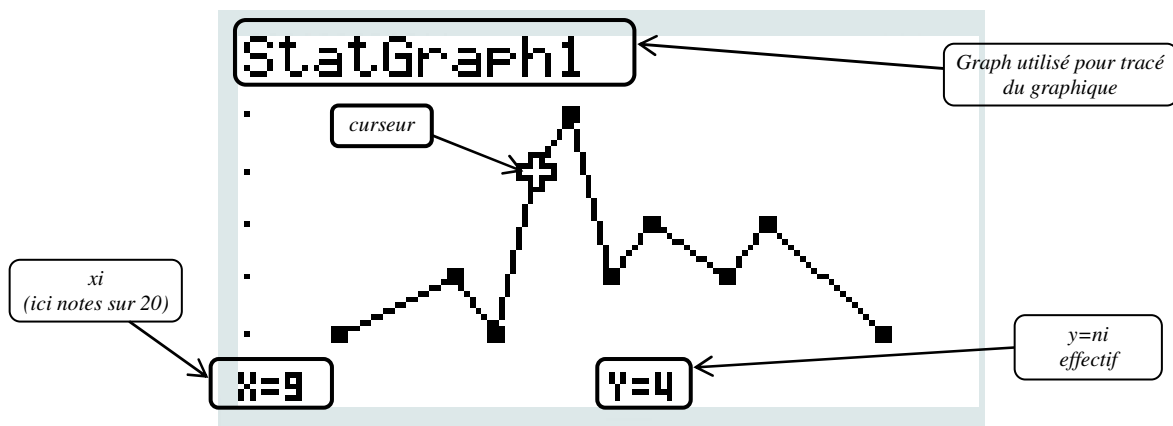 StatGraph1
Graph utilisé pour tracé
du graphique
curseur
xi
(ici notes sur 20)
y=ni
effectif
X=9
Y=4